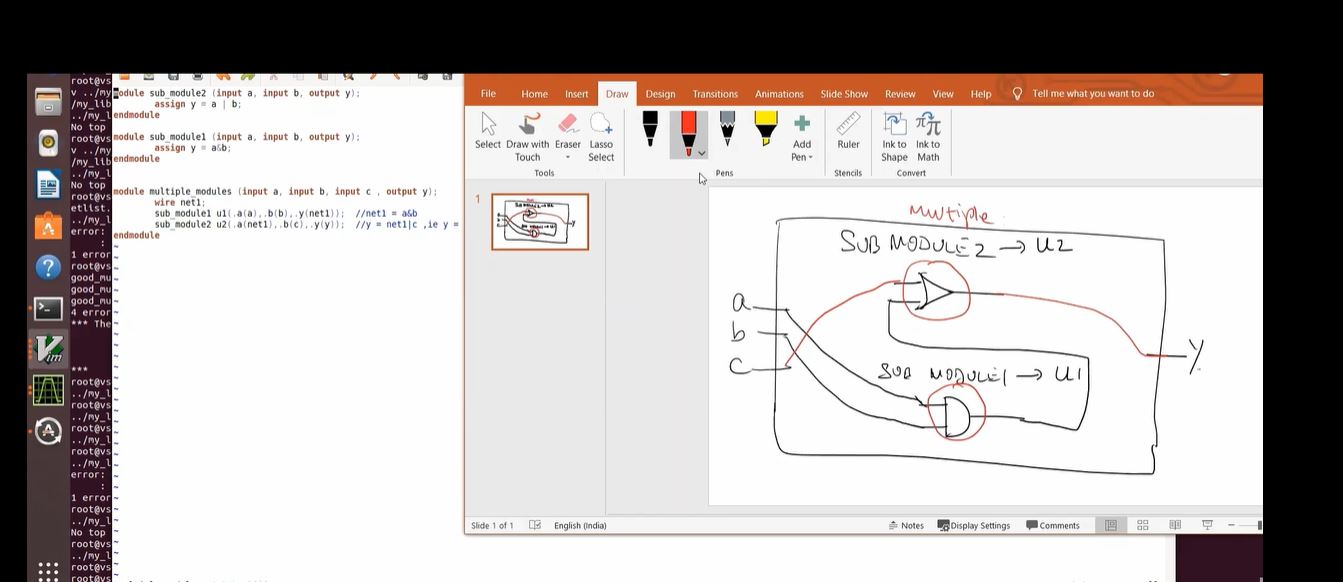 root@vs
v ../my
/my_lib
../my_l
No top
root@vs
v ../my
/my_lib
../my_l
No top
root@vs
etlist.
../my_l
error:
:
1 error
root@vs
good_mu
good_mu
good_mu
4 error
*** The
***
root@vs
../my_l
root@vs
../my_l
root@vs
../my_l
root@vs
../my_l
error:
:
1 error
root@vs
../my_l
No top
root@vs
../my_l
root@vs
module sub_module2 (input a, input b, output y);
assign y = a | b;
endmodule
module sub_module1 (input a, input b, output y);
assign y = a&b;
endmodule
module multiple_modules (input a, input b, input c , output y);
wire net1;
sub_module1 u1(.a(a),.b(b),.y(net1)); //net1 = a&b
sub_module2 u2(.a(net1),.b(c),.y(y)); //y = net1|c ,ie y =
endmodule
~
File Home Insert Draw Design Transitions Animations Slide Show Review View Help Tell me what you want to do
Select Draw with Touch Eraser Lasso Select Add Pen Ruler Ink to Shape Ink to Math
Tools Pens Stencils Convert
1
Multiple
SUB MODULE2 → U2
a
b
c
y
SUB MODULE1 → U1
Slide 1 of 1 English (India) Notes Display Settings Comments